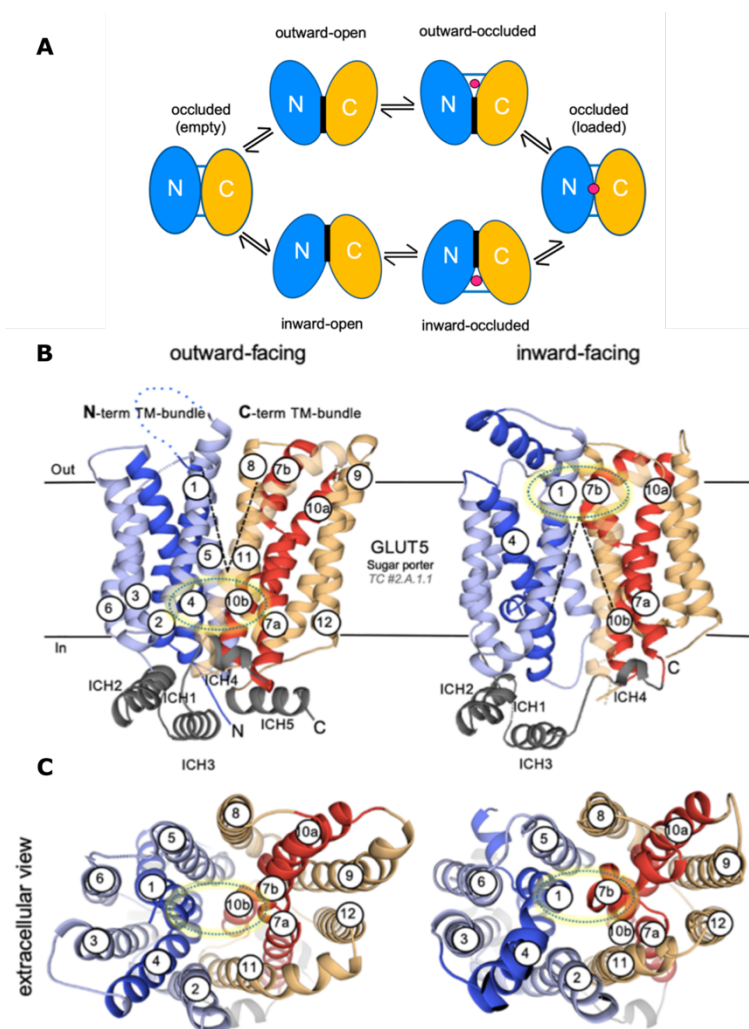 A
outward-open
outward-occluded
occluded
(empty)
occluded
(loaded)
N C
N C
N C
N C
N C
N C
inward-open
inward-occluded
B
outward-facing
inward-facing
N-term TM-bundle
C-term TM-bundle
Out
In
1
8
7b
9
10a
5
11
6
3
2
4
10b
7a
12
ICH2
ICH1
ICH3
ICH4
ICH5
N
C
GLUT5
Sugar porter
TC #2.A.1.1
1
7b
10a
4
7a
10b
C
ICH2
ICH1
ICH4
ICH3
C
extracellular view
8
10a
5
6
1
7b
9
10b
7a
12
3
4
2
11
8
10a
5
6
1
7b
9
12
3
4
10b
7a
2
11